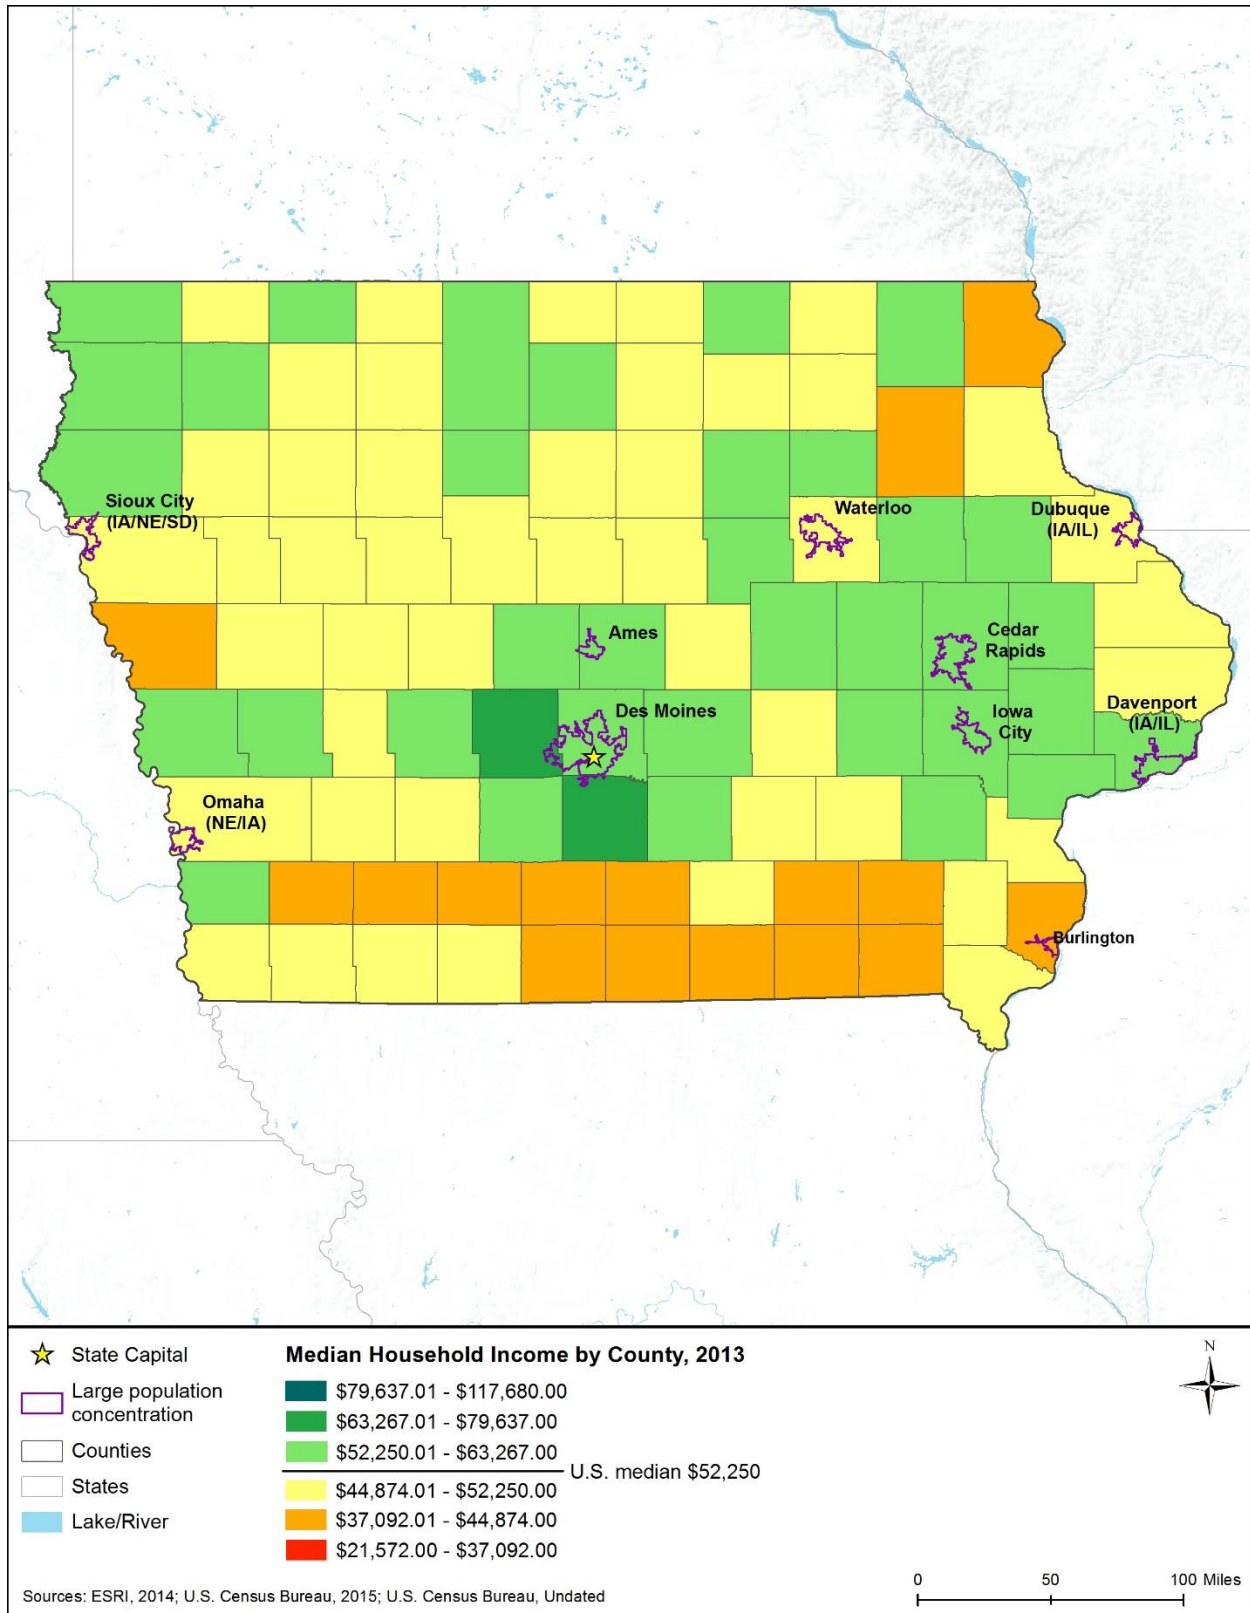 Sioux City
(IA/NE/SD)
Waterloo
Dubuque
(IA/IL)
Ames
Cedar
Rapids
Des Moines
Iowa
City
Davenport
(IA/IL)
Omaha
(NE/IA)
Burlington
State Capital
Large population
concentration
Counties
States
Lake/River
Median Household Income by County, 2013
$79,637.01 - $117,680.00
$63,267.01 - $79,637.00
$52,250.01 - $63,267.00
U.S. median $52,250
$44,874.01 - $52,250.00
$37,092.01 - $44,874.00
$21,572.00 - $37,092.00
N
0 50 100 Miles
Sources: ESRI, 2014; U.S. Census Bureau, 2015; U.S. Census Bureau, Undated